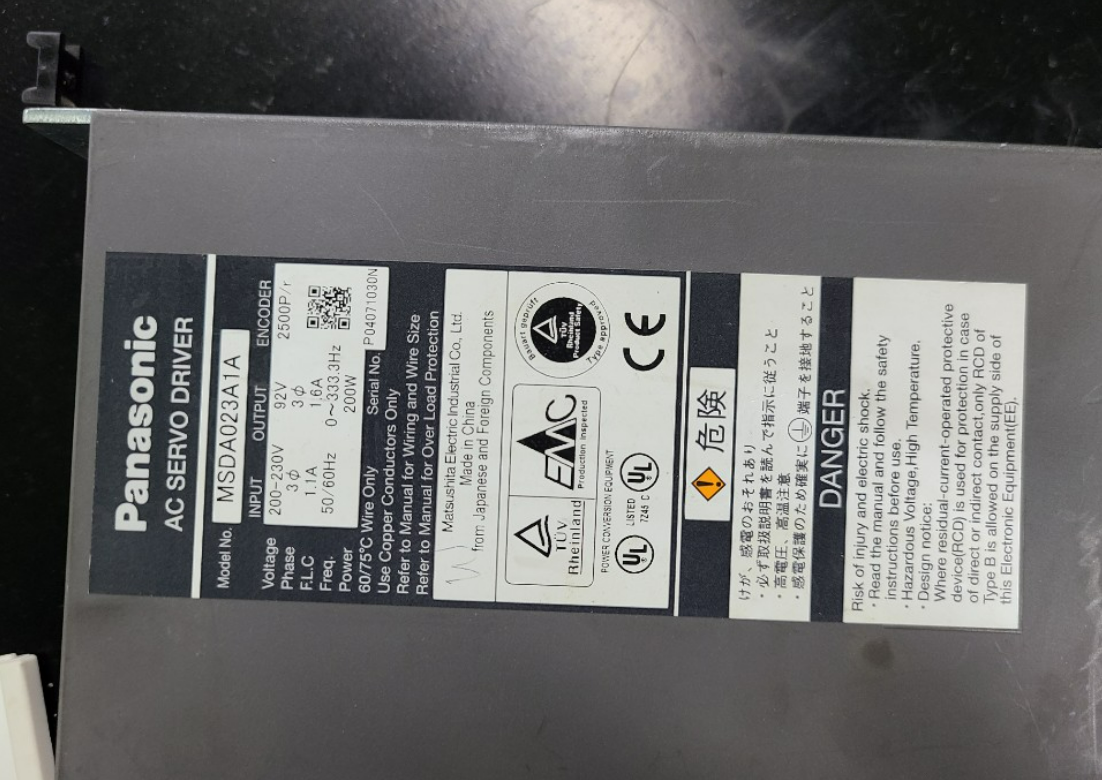 Panasonic
AC SERVO DRIVER
Model No. MSDA023A1A
INPUT OUTPUT ENCODER
Voltage 200-230V 92V 2500P/r
Phase 3φ 3φ
F.L.C 1.1A 1.6A
Freq. 50/60Hz 0~333.3Hz
Power 200W
60/75°C Wire Only Serial No. P04071030N
Use Copper Conductors Only
Refer to Manual for Wiring and Wire Size
Refer to Manual for Over Load Protection
Matsushita Electric Industrial Co., Ltd.
Made in China
from Japanese and Foreign Components
TÜV
Rheinland
EMC
Production inspected
Bauart geprüft
TÜV
Rheinland
Product Safety
Type approved
POWER CONVERSION EQUIPMENT
UL
LISTED
7245 C
UL
CE
危険
けが、感電のおそれあり
・必ず取扱説明書を読んで指示に従うこと
・高電圧、高温注意
・感電保護のため確実に端子を接地すること
DANGER
Risk of injury and electric shock.
・Read the manual and follow the safety
instructions before use.
・Hazardous Voltage,High Temperature.
・Design notice:
Where residual-current-operated protective
device(RCD) is used for protection in case
of direct or indirect contact,only RCD of
Type B is allowed on the supply side of
this Electronic Equipment(EE).